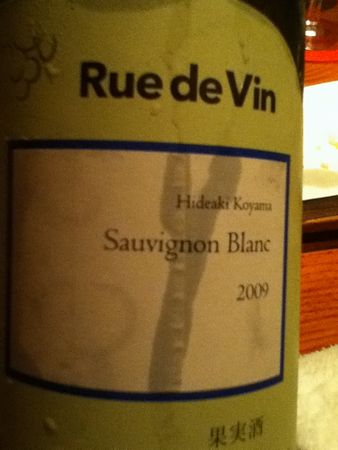 Rue de Vin
Hideaki Koyama
Sauvignon Blanc
2009
果実酒